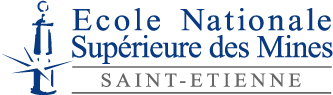 Ecole Nationale
Supérieure des Mines
SAINT-ETIENNE